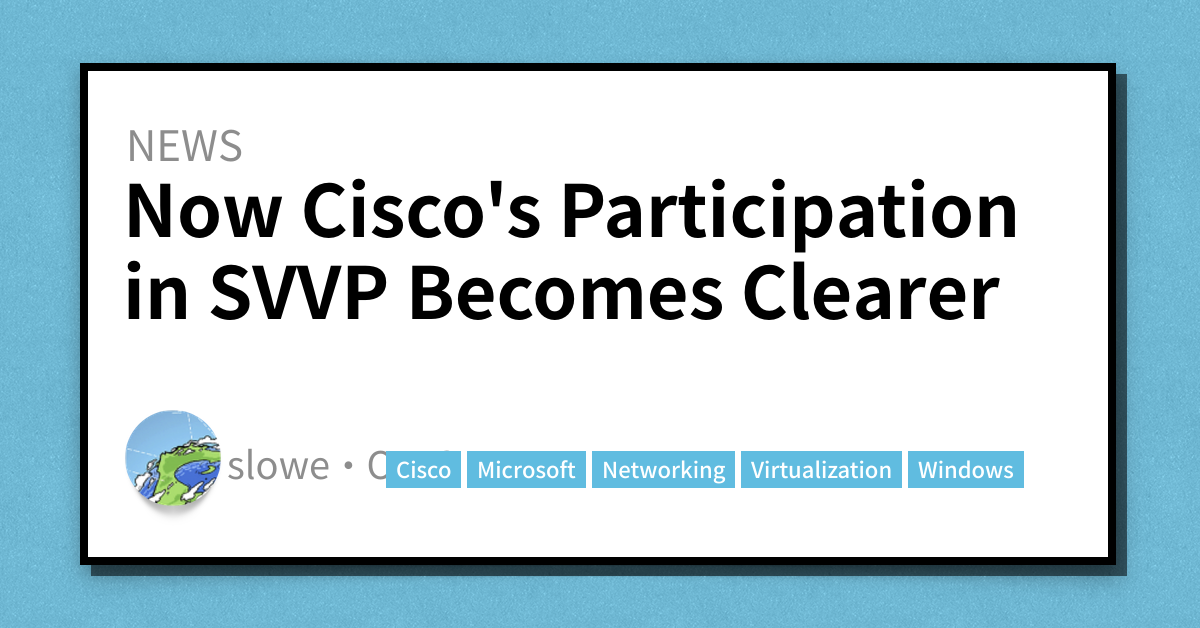 NEWS
Now Cisco's Participation
in SVVP Becomes Clearer
slowe • Cisco Microsoft Networking Virtualization Windows